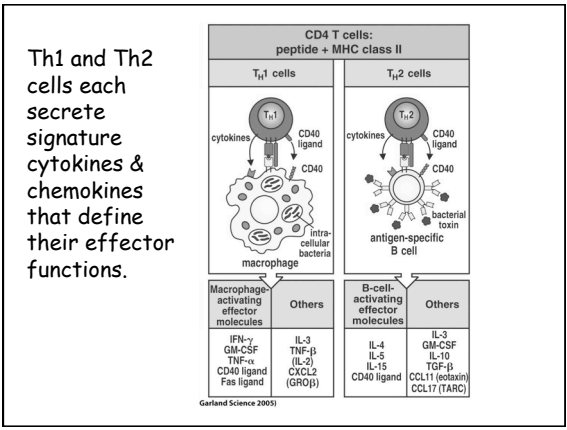 Th1 and Th2
cells each
secrete
signature
cytokines &
chemokines
that define
their effector
functions.
CD4 T cells:
peptide + MHC class II
TH1 cells
TH1
cytokines
CD40
ligand
CD40
intra-
cellular
bacteria
macrophage
Macrophage-
activating
effector
molecules
Others
IFN-γ
GM-CSF
TNF-α
CD40 ligand
Fas ligand
IL-3
TNF-β
(IL-2)
CXCL2
(GROβ)
TH2 cells
TH2
cytokines
CD40
ligand
CD40
bacterial
toxin
antigen-specific
B cell
B-cell-
activating
effector
molecules
Others
IL-4
IL-5
IL-15
CD40 ligand
IL-3
GM-CSF
IL-10
TGF-β
CCL11 (eotaxin)
CCL17 (TARC)
Garland Science 2005)